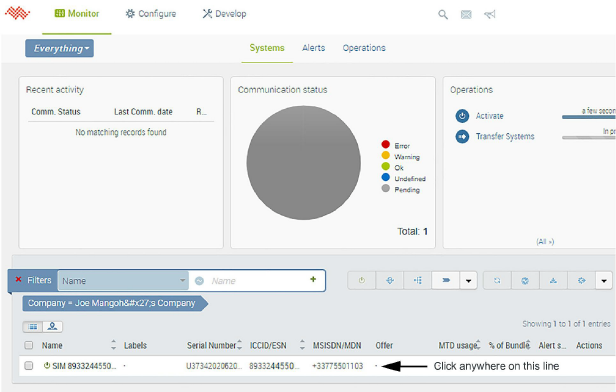 Monitor Configure Develop
Everything
Systems Alerts Operations
Recent activity
Comm. Status Last Comm. date R...
No matching records found
Communication status
Error
Warning
Ok
Undefined
Pending
Total: 1
Operations
Activate a few secon
Transfer Systems In pr
(All +)
Filters Name Name
Company = Joe Mangoh&#x27;s Company
Showing 1 to 1 of 1 entries
Name Labels Serial Number ICCID/ESN MSISDN/MDN Offer MTD usage % of Bundle Alert s... Actions
SIM 8933244550... - U37342020620... 8933244550... +33775501103 - Click anywhere on this line